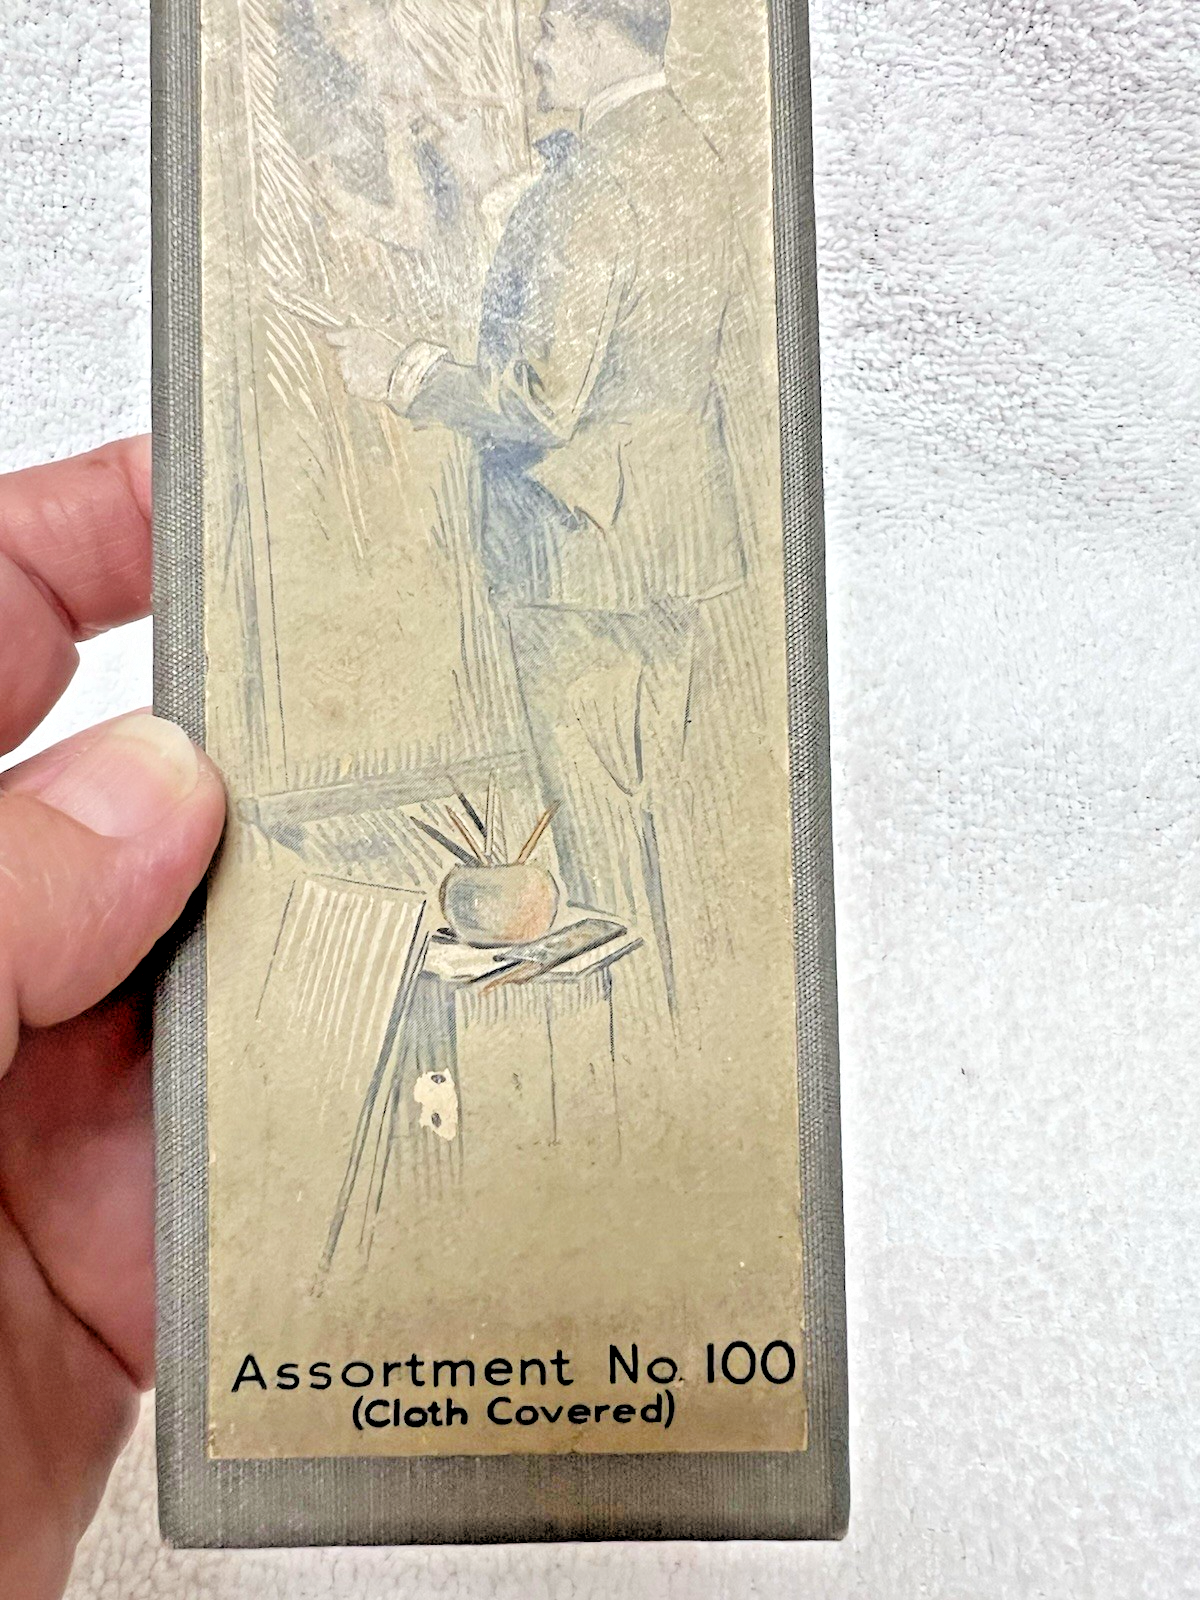 Assortment No. 100
(Cloth Covered)